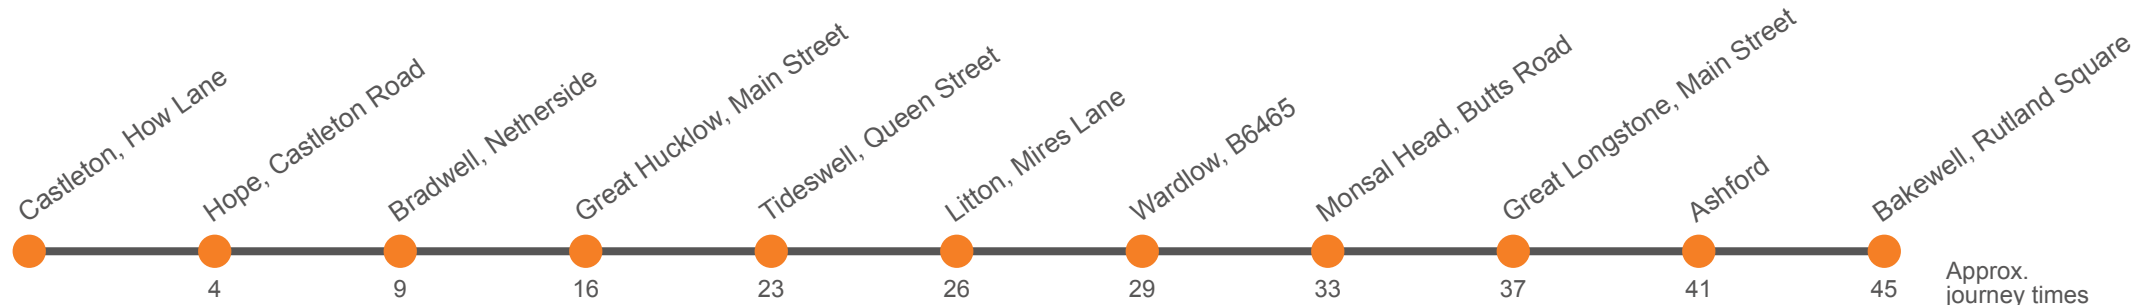 Castleton, How Lane
Hope, Castleton Road
Bradwell, Netherside
Great Hucklow, Main Street
Tideswell, Queen Street
Litton, Mires Lane
Wardlow, B6465
Monsal Head, Butts Road
Great Longstone, Main Street
Ashford
Bakewell, Rutland Square
4
9
16
23
26
29
33
37
41
45
Approx.
journey times